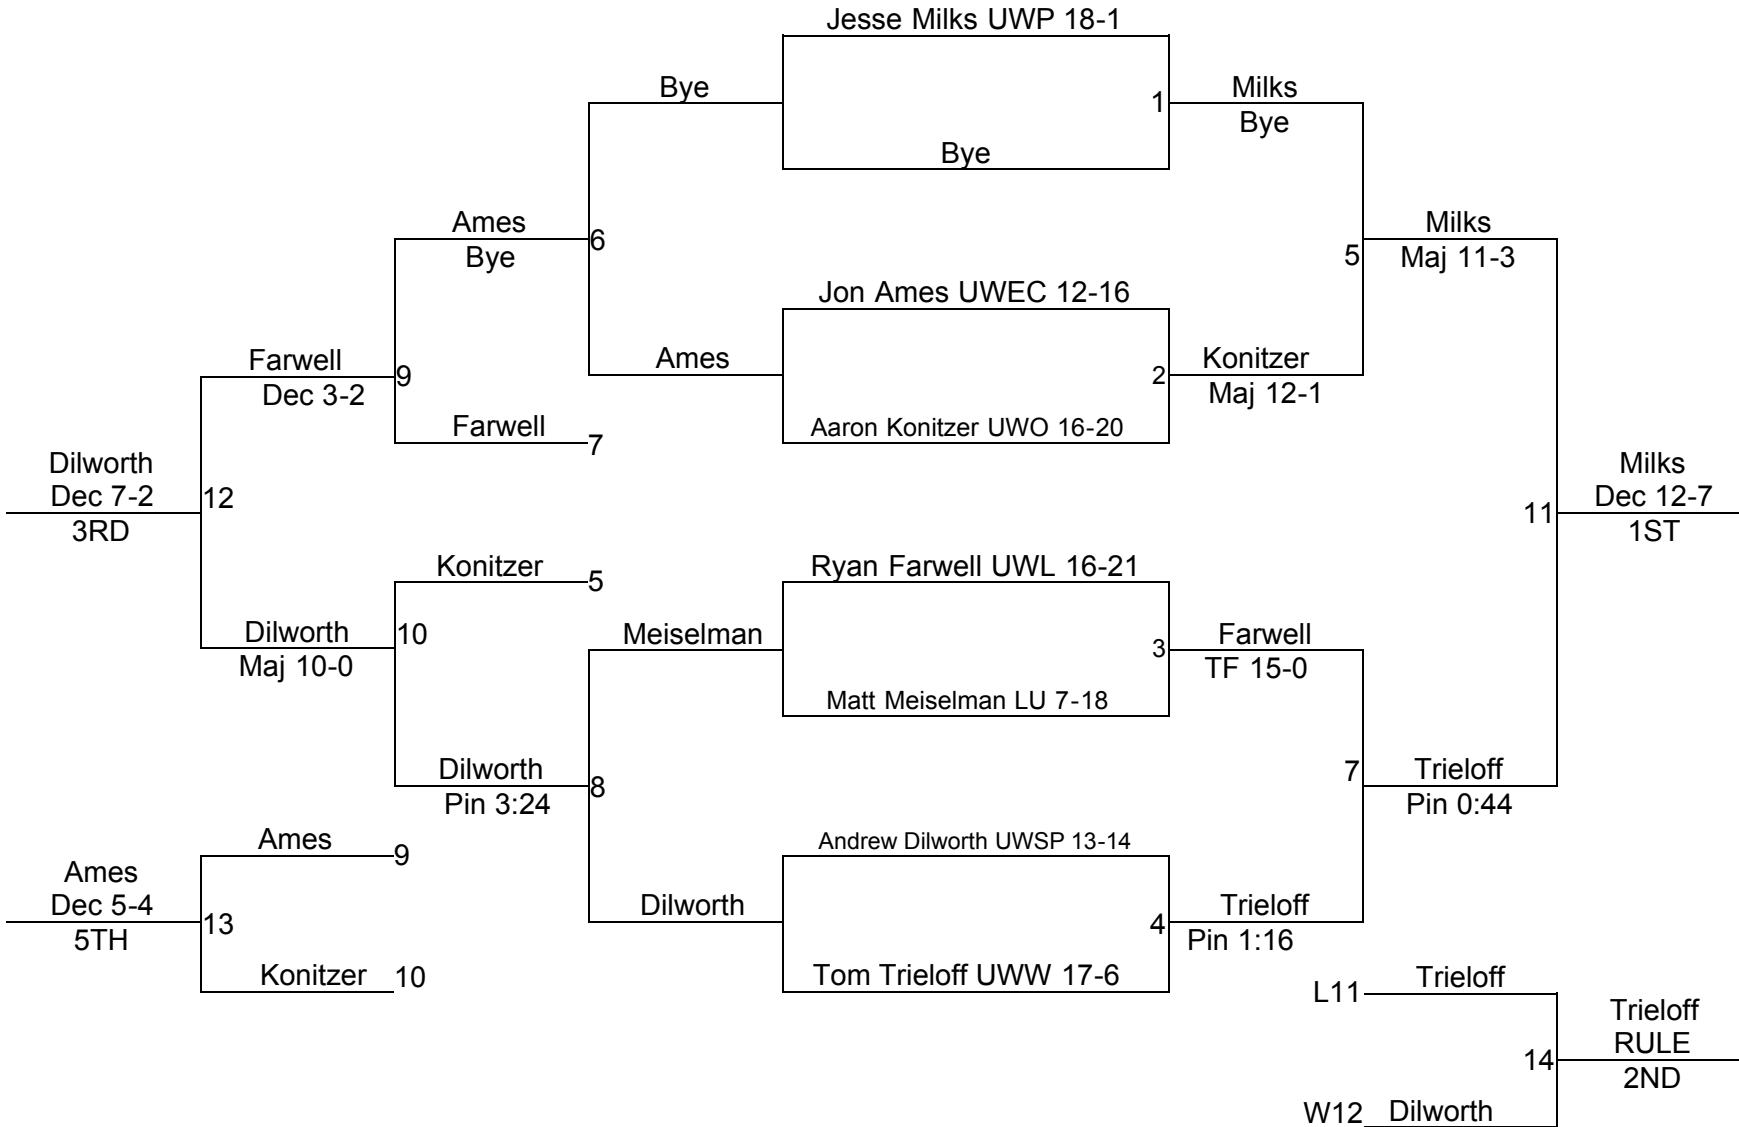 Jesse Milks UWP 18-1
Bye
1
Milks
Bye
Bye
Ames
Bye
6
Milks
Maj 11-3
5
Jon Ames UWEC 12-16
Farwell
Dec 3-2
9
Ames
2
Konitzer
Maj 12-1
Farwell
7
Aaron Konitzer UWO 16-20
Dilworth
Dec 7-2
3RD
12
Milks
Dec 12-7
1ST
11
Konitzer
5
Ryan Farwell UWL 16-21
Dilworth
Maj 10-0
10
Meiselman
3
Farwell
TF 15-0
Matt Meiselman LU 7-18
Dilworth
Pin 3:24
8
7
Trieloff
Pin 0:44
Ames
9
Andrew Dilworth UWSP 13-14
Ames
Dec 5-4
5TH
13
Dilworth
4
Trieloff
Pin 1:16
Konitzer
10
Tom Trieloff UWW 17-6
L11
Trieloff
Trieloff
RULE
2ND
14
W12
Dilworth